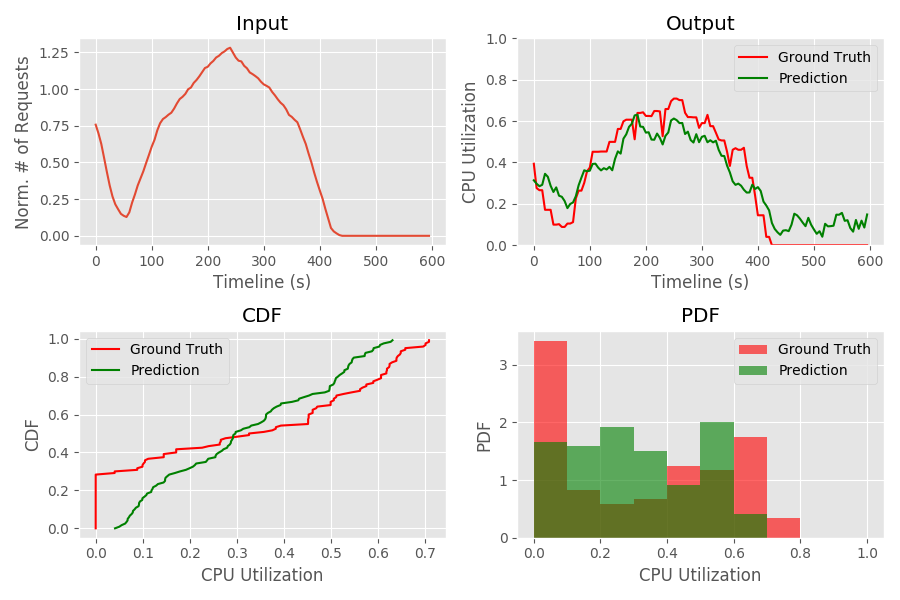 Input
Norm. # of Requests
1.25
1.00
0.75
0.50
0.25
0.00
0 100 200 300 400 500 600
Timeline (s)
Output
CPU Utilization
1.0
0.8
0.6
0.4
0.2
0.0
Ground Truth
Prediction
0 100 200 300 400 500 600
Timeline (s)
CDF
CDF
1.0
0.8
0.6
0.4
0.2
0.0
Ground Truth
Prediction
0.0 0.1 0.2 0.3 0.4 0.5 0.6 0.7
CPU Utilization
PDF
PDF
3
2
1
0
Ground Truth
Prediction
0.0 0.2 0.4 0.6 0.8 1.0
CPU Utilization